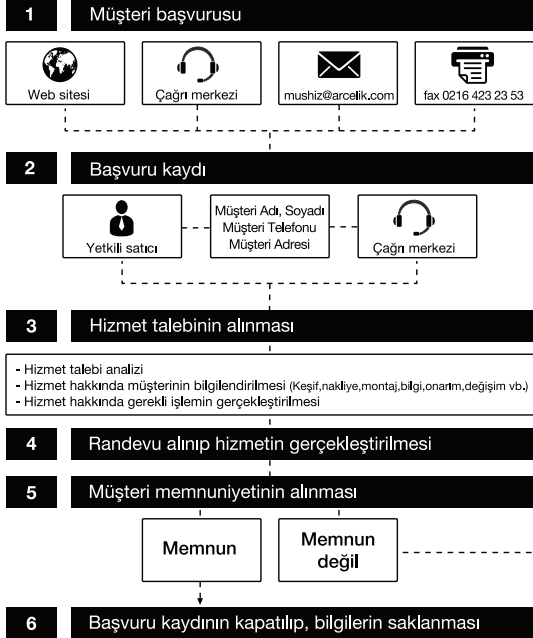 1 Müşteri başvurusu
Web sitesi
Çağrı merkezi
mushiz@arcelik.com
fax 0216 423 23 53
2 Başvuru kaydı
Yetkili satıcı
Müşteri Adı, Soyadı
Müşteri Telefonu
Müşteri Adresi
Çağrı merkezi
3 Hizmet talebinin alınması
- Hizmet talebi analizi
- Hizmet hakkında müşterinin bilgilendirilmesi (Keşif,nakliye,montaj,bilgi,onarım,değişim vb.)
- Hizmet hakkında gerekli işlemin gerçekleştirilmesi
4 Randevu alınıp hizmetin gerçekleştirilmesi
5 Müşteri memnuniyetinin alınması
Memnun
Memnun
değil
6 Başvuru kaydının kapatılıp, bilgilerin saklanması